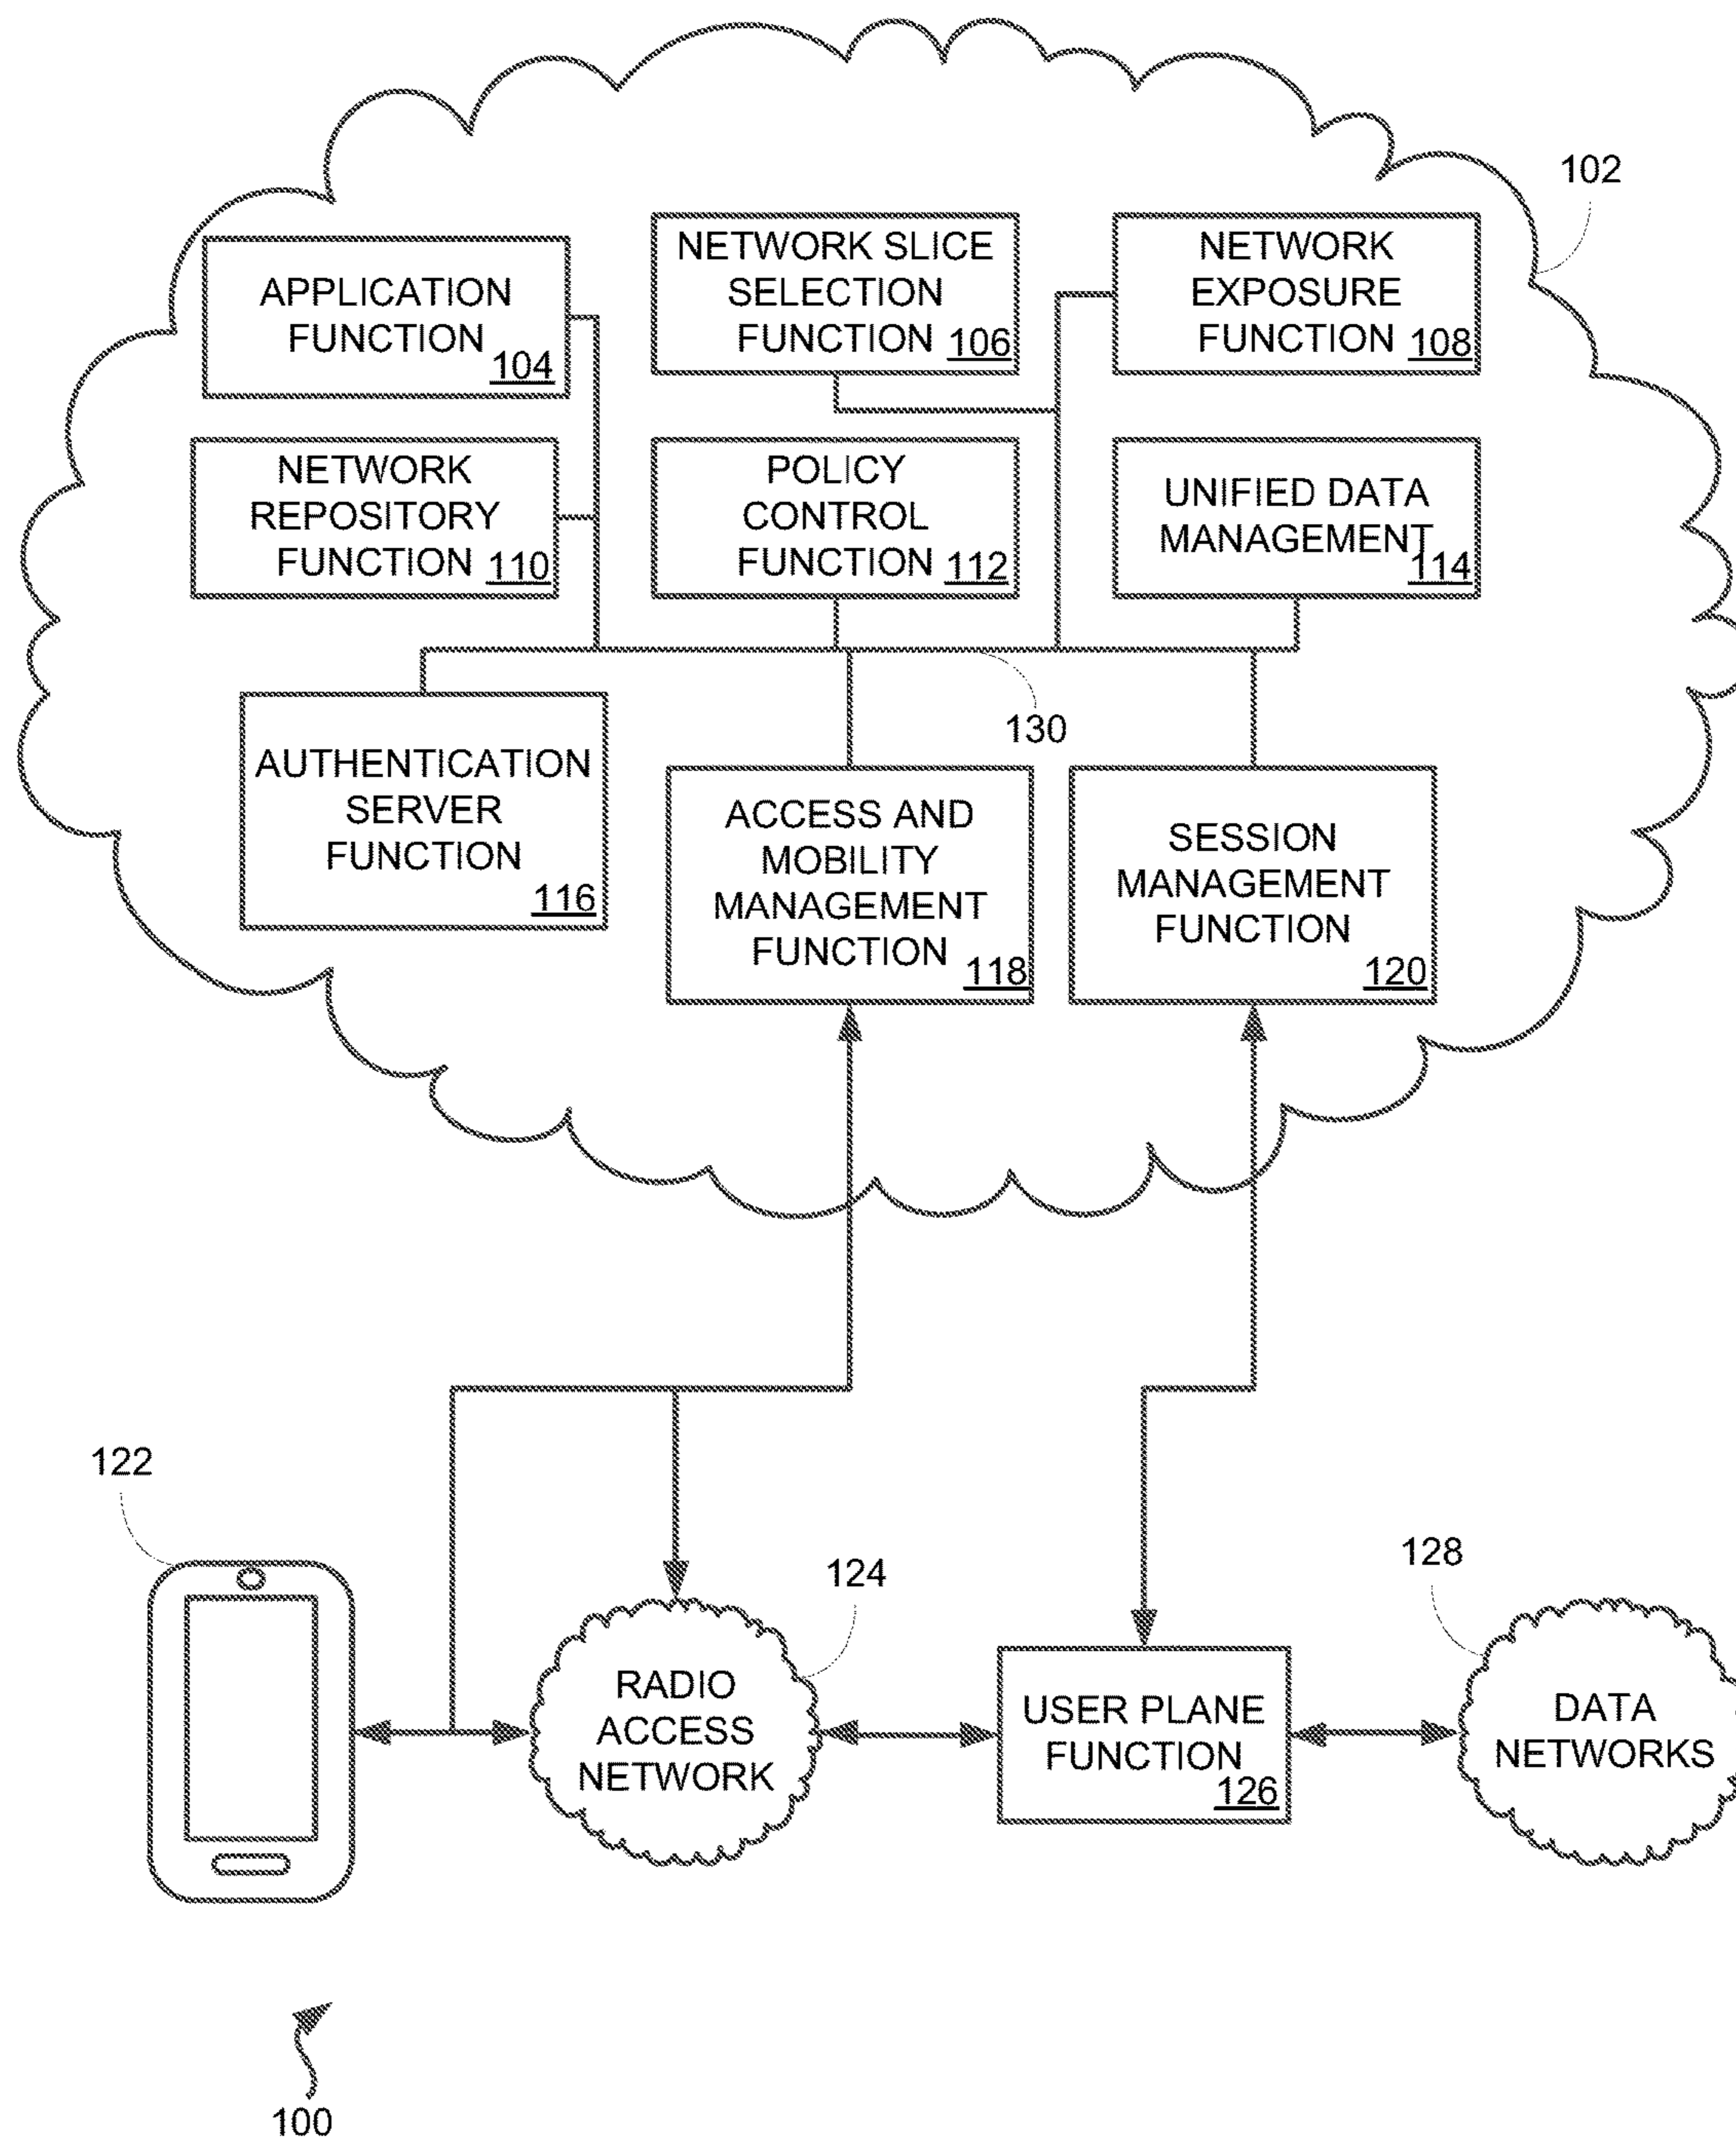 102
APPLICATION
FUNCTION
104
NETWORK SLICE
SELECTION
FUNCTION 106
NETWORK
EXPOSURE
FUNCTION 108
NETWORK
REPOSITORY
FUNCTION 110
POLICY
CONTROL
FUNCTION 112
UNIFIED DATA
MANAGEMENT
114
130
AUTHENTICATION
SERVER
FUNCTION
116
ACCESS AND
MOBILITY
MANAGEMENT
FUNCTION
118
SESSION
MANAGEMENT
FUNCTION
120
122
124
128
RADIO
ACCESS
NETWORK
USER PLANE
FUNCTION
126
DATA
NETWORKS
100